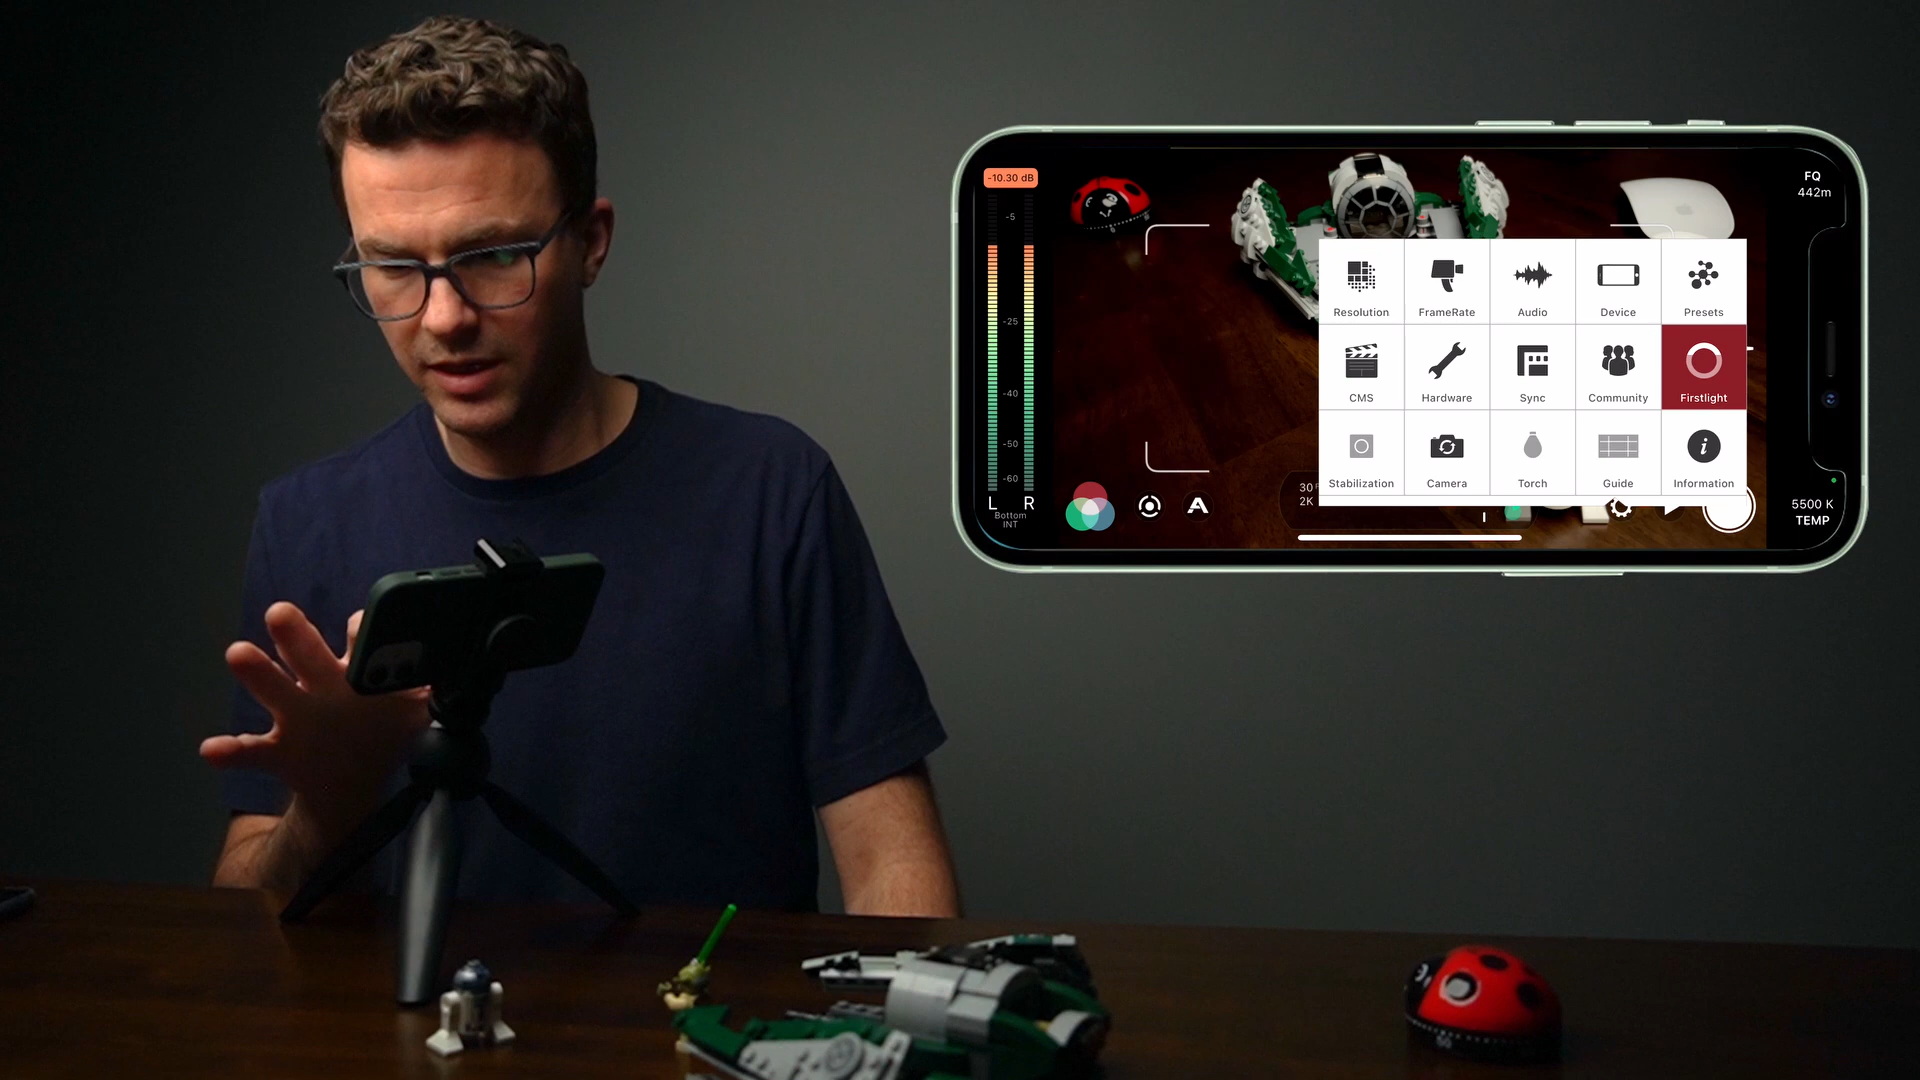 -10.30 dB
-5
-25
-40
-50
-60
L R
Bottom
INT
FQ
442m
Resolution FrameRate Audio Device Presets
CMS Hardware Sync Community Firstlight
Stabilization Camera Torch Guide Information
30
2K
A
5500 K
TEMP
50